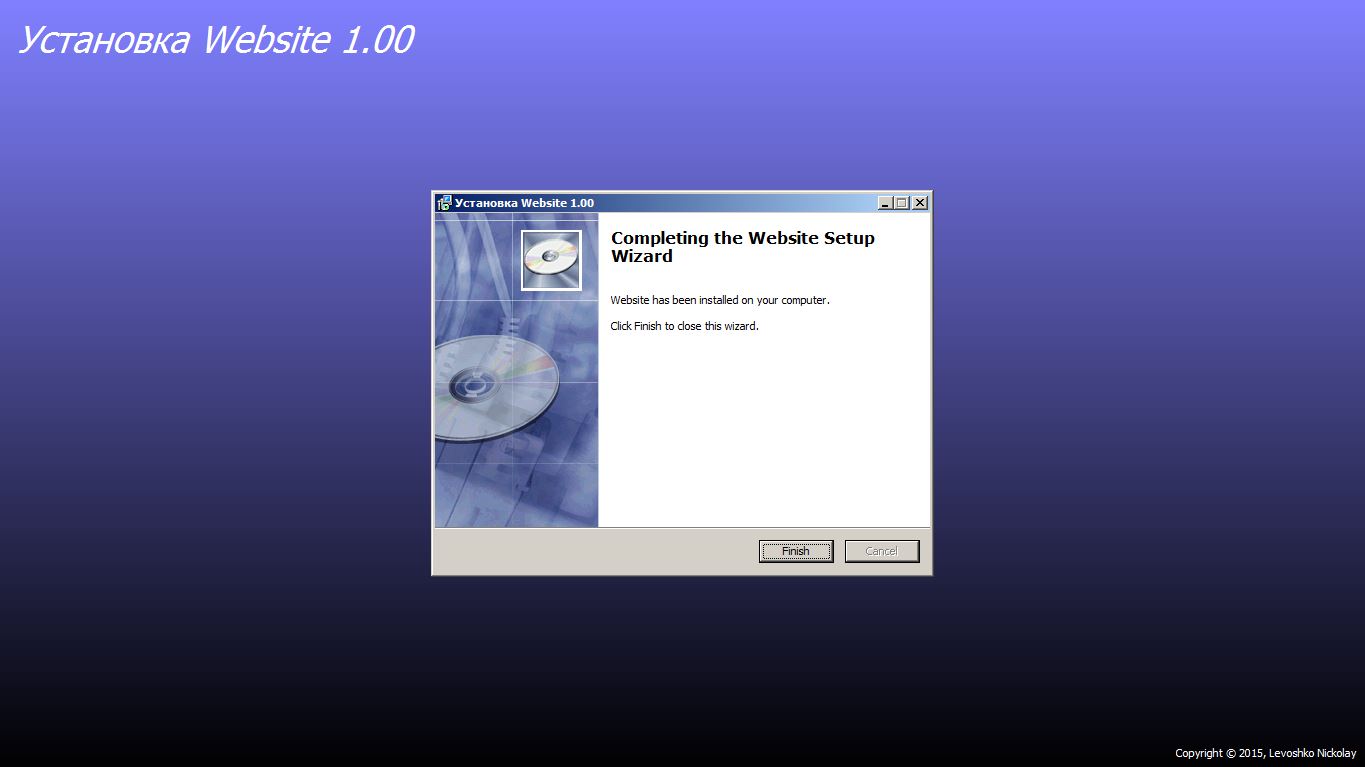 Установка Website 1.00
Установка Website 1.00
Completing the Website Setup
Wizard
Website has been installed on your computer.
Click Finish to close this wizard.
Finish
Cancel
Copyright © 2015, Levoshko Nickolay